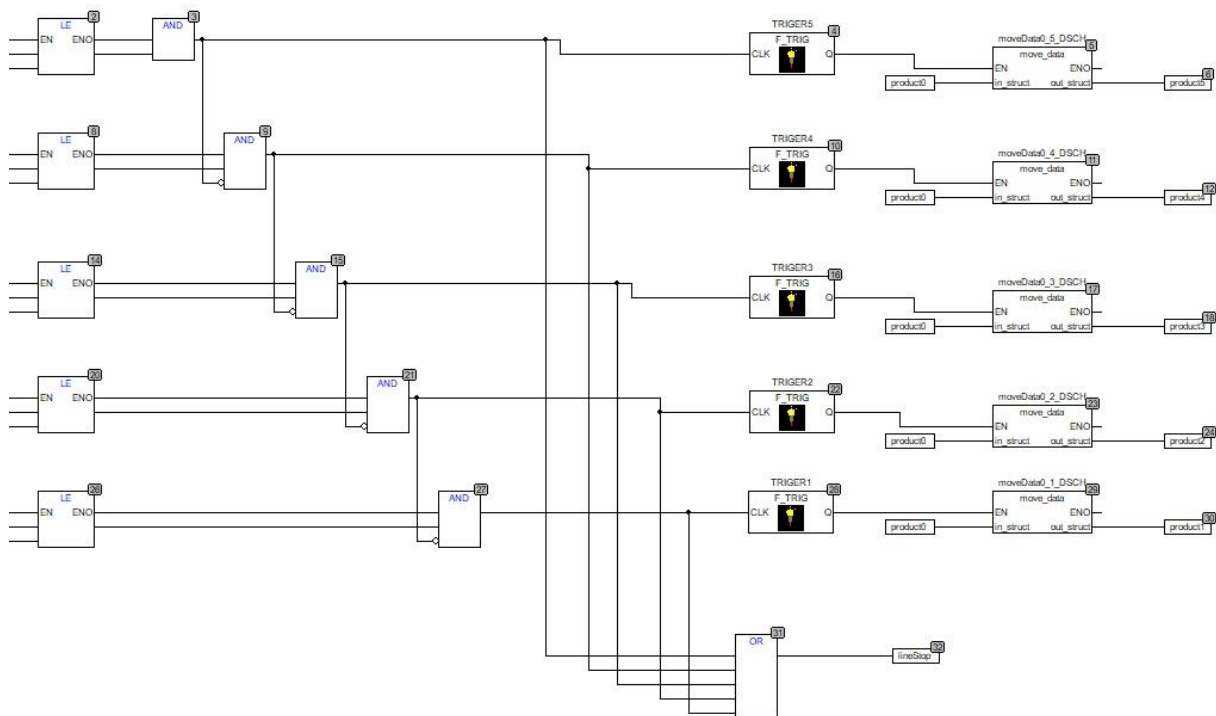 LE 2
EN ENO
AND 3
TRIGER5
F_TRIG 4
CLK Q
moveData0_5_DSCH
move_data 5
EN ENO
in_struct out_struct
product0
product5 6
LE 8
EN ENO
AND 9
TRIGER4
F_TRIG 10
CLK Q
moveData0_4_DSCH
move_data 11
EN ENO
in_struct out_struct
product0
product4 12
LE 14
EN ENO
AND 15
TRIGER3
F_TRIG 16
CLK Q
moveData0_3_DSCH
move_data 17
EN ENO
in_struct out_struct
product0
product3 18
LE 20
EN ENO
AND 21
TRIGER2
F_TRIG 22
CLK Q
moveData0_2_DSCH
move_data 23
EN ENO
in_struct out_struct
product0
product2 24
LE 26
EN ENO
AND 27
TRIGER1
F_TRIG 28
CLK Q
moveData0_1_DSCH
move_data 29
EN ENO
in_struct out_struct
product0
product1 30
OR 31
lineStop 32